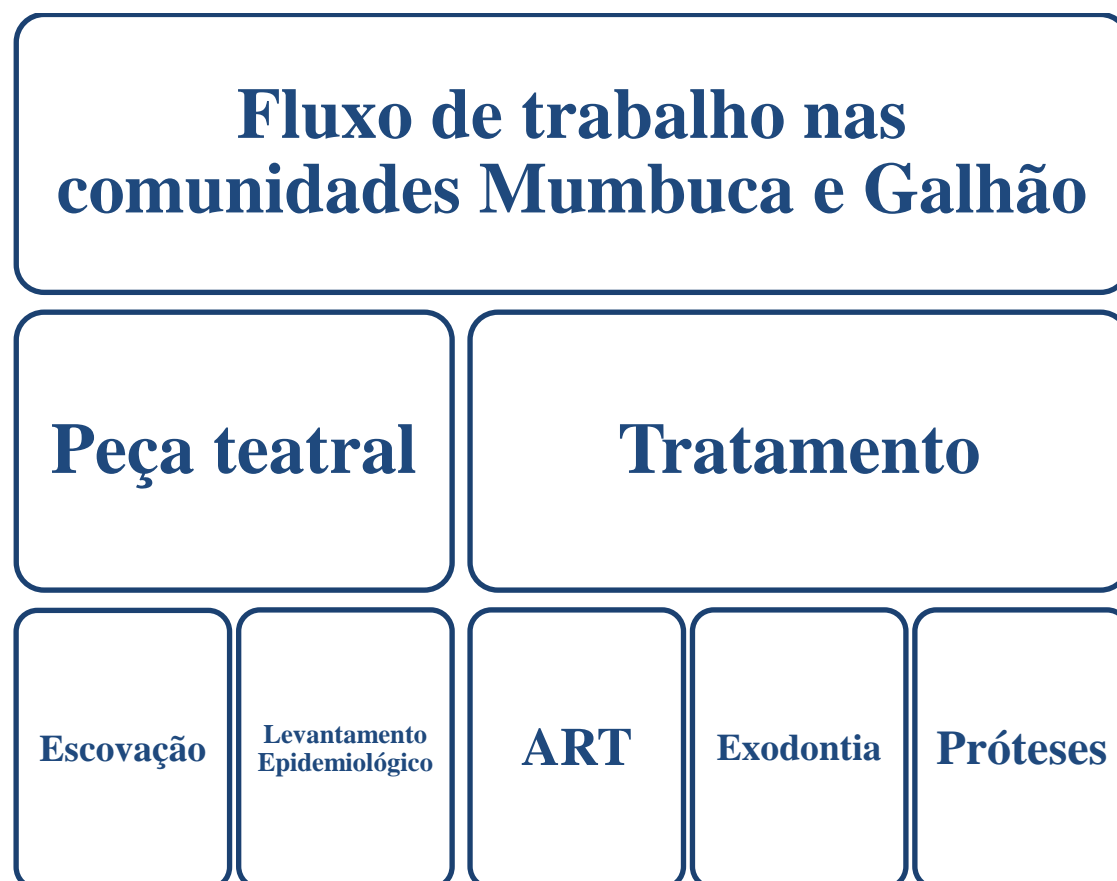 Fluxo de trabalho nas
comunidades Mumbuca e Galhão
Peça teatral
Tratamento
Escovação
Levantamento
Epidemiológico
ART
Exodontia
Próteses